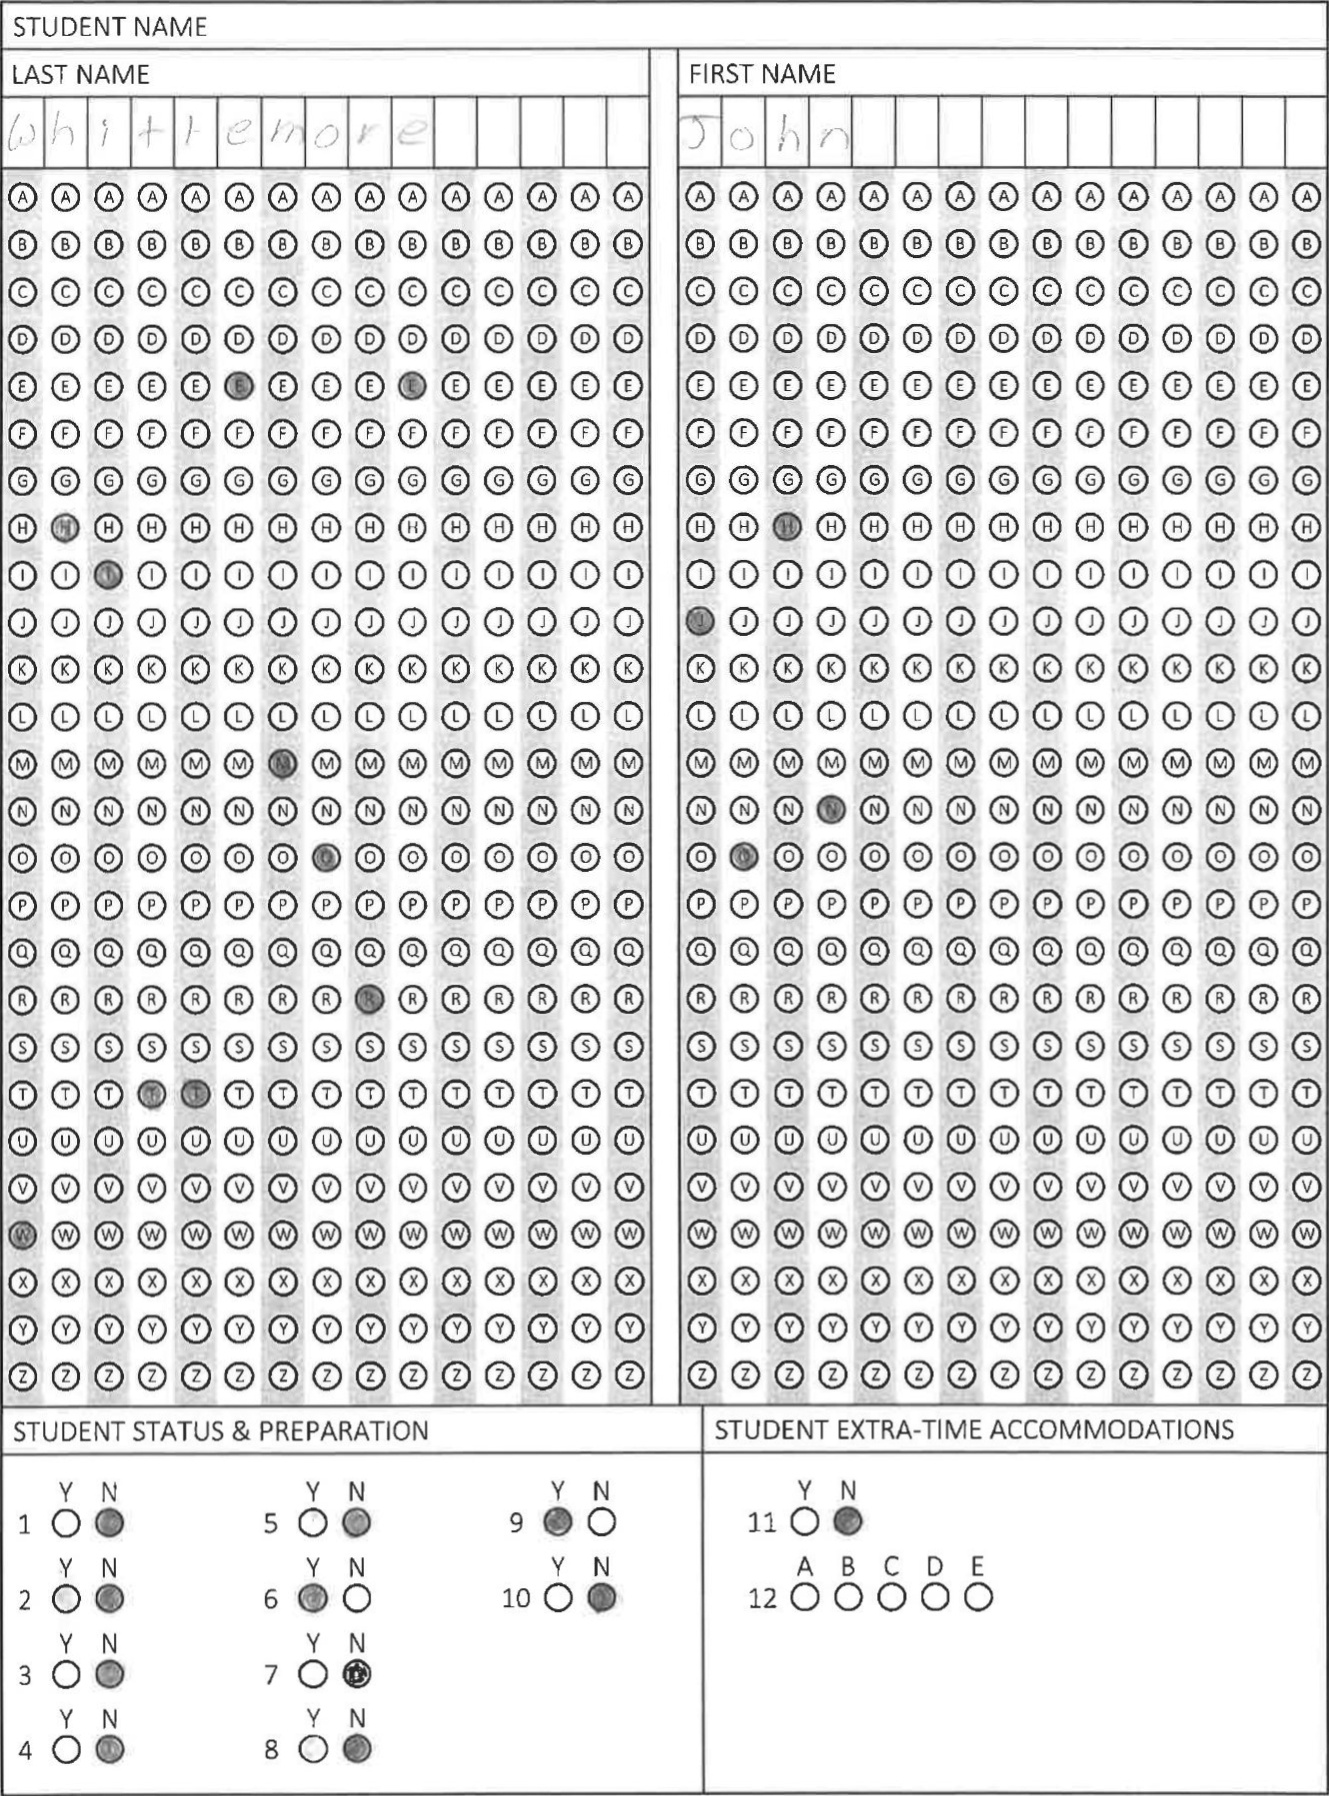 STUDENT NAME
LAST NAME
FIRST NAME
Whittemore
John
A A A A A A A A A A A A A A A A A A A A A A A A A A A A A A
B B B B B B B B B B B B B B B B B B B B B B B B B B B B B B
C C C C C C C C C C C C C C C C C C C C C C C C C C C C C C
D D D D D D D D D D D D D D D D D D D D D D D D D D D D D D
E E E E E E E E E E E E E E E E E E E E E E E E E E E E E E
F F F F F F F F F F F F F F F F F F F F F F F F F F F F F F
G G G G G G G G G G G G G G G G G G G G G G G G G G G G G G
H H H H H H H H H H H H H H H H H H H H H H H H H H H H H H
I I I I I I I I I I I I I I I I I I I I I I I I I I I I I I
J J J J J J J J J J J J J J J J J J J J J J J J J J J J J J
K K K K K K K K K K K K K K K K K K K K K K K K K K K K K K
L L L L L L L L L L L L L L L L L L L L L L L L L L L L L L
M M M M M M M M M M M M M M M M M M M M M M M M M M M M M M
N N N N N N N N N N N N N N N N N N N N N N N N N N N N N N
O O O O O O O O O O O O O O O O O O O O O O O O O O O O O O
P P P P P P P P P P P P P P P P P P P P P P P P P P P P P P
Q Q Q Q Q Q Q Q Q Q Q Q Q Q Q Q Q Q Q Q Q Q Q Q Q Q Q Q Q Q
R R R R R R R R R R R R R R R R R R R R R R R R R R R R R R
S S S S S S S S S S S S S S S S S S S S S S S S S S S S S S
T T T T T T T T T T T T T T T T T T T T T T T T T T T T T T
U U U U U U U U U U U U U U U U U U U U U U U U U U U U U U
V V V V V V V V V V V V V V V V V V V V V V V V V V V V V V
W W W W W W W W W W W W W W W W W W W W W W W W W W W W W W
X X X X X X X X X X X X X X X X X X X X X X X X X X X X X X
Y Y Y Y Y Y Y Y Y Y Y Y Y Y Y Y Y Y Y Y Y Y Y Y Y Y Y Y Y Y
Z Z Z Z Z Z Z Z Z Z Z Z Z Z Z Z Z Z Z Z Z Z Z Z Z Z Z Z Z Z
STUDENT STATUS & PREPARATION
Y N
1
Y N
2
Y N
3
Y N
4
Y N
5
Y N
6
Y N
7
Y N
8
Y N
9
Y N
10
STUDENT EXTRA-TIME ACCOMMODATIONS
Y N
11
A B C D E
12